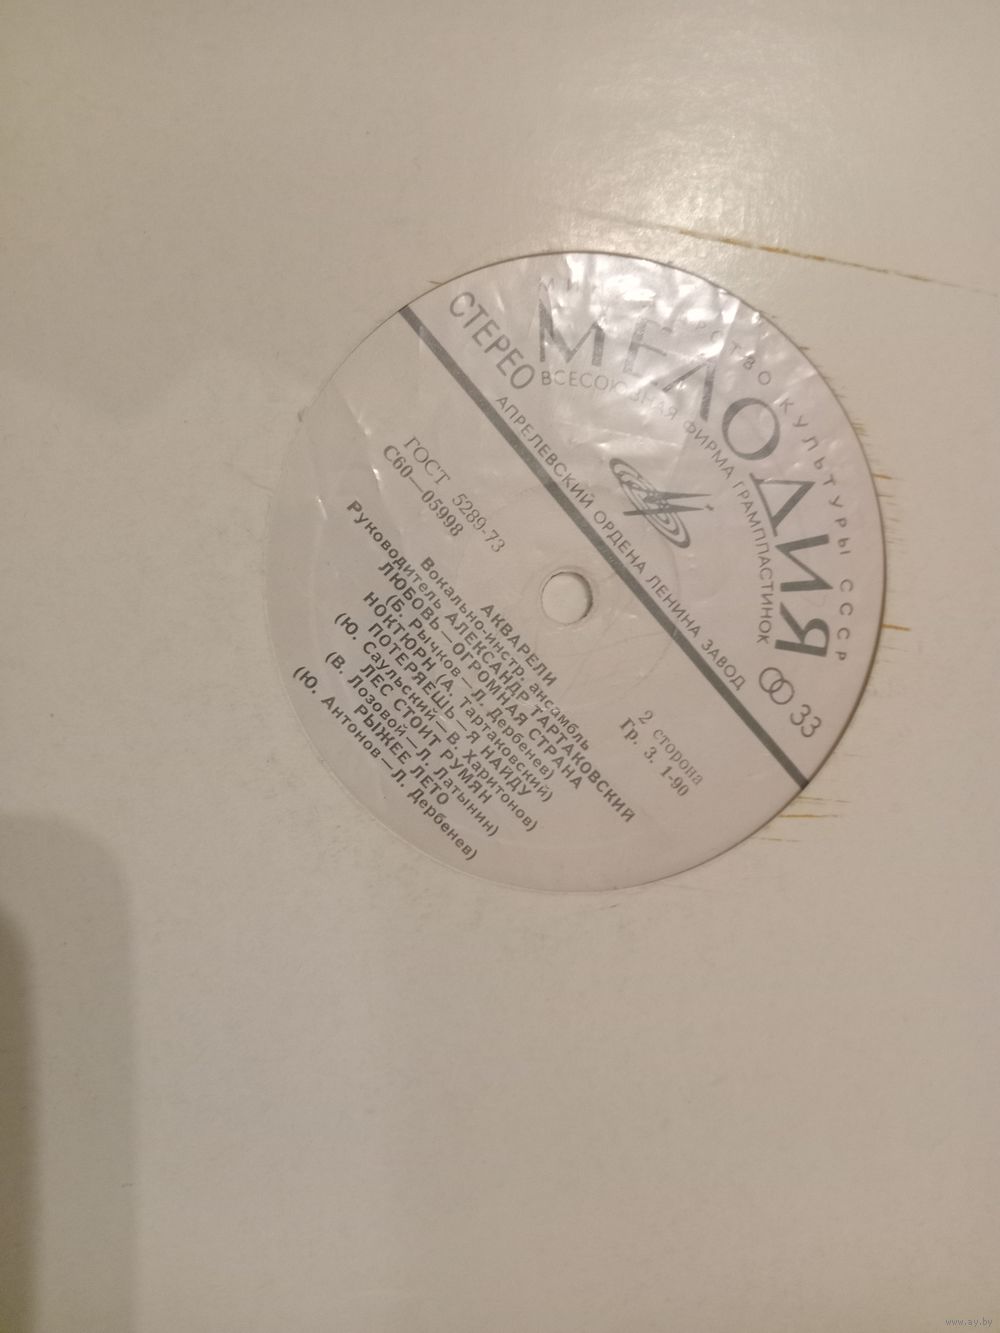 МИНИСТЕРСТВО КУЛЬТУРЫ СССР
МЕЛОДИЯ
ВСЕСОЮЗНАЯ ФИРМА ГРАМПЛАСТИНОК
СТЕРЕО
33
АПРЕЛЕВСКИЙ ОРДЕНА ЛЕНИНА ЗАВОД
ГОСТ 5289-73
С60—05998
2 сторона
Гр. 3. 1-90
АКВАРЕЛИ
Вокально-инстр. ансамбль
Руководитель АЛЕКСАНДР ТАРТАКОВСКИЙ
ЛЮБОВЬ—ОГРОМНАЯ СТРАНА
(Б. Рычков—Л. Дербенев)
НОКТЮРН (А. Тартаковский)
ПОТЕРЯЕШЬ—Я НАЙДУ
(Ю. Саульский—В. Харитонов)
ЛЕС СТОИТ РУМЯН
(В. Лозовой—Л. Латынин)
РЫЖЕЕ ЛЕТО
(Ю. Антонов—Л. Дербенев)
www.ay.by